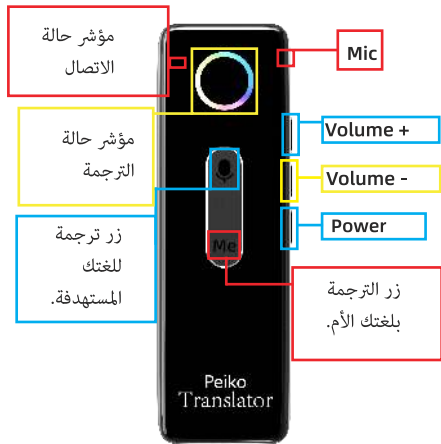 مؤشر حالة
الاتصال
Mic
مؤشر حالة
الترجمة
Volume +
Volume -
Power
زر ترجمة
للغتك
المستهدفة.
Me
زر الترجمة
بلغتك الأم.
Peiko
Translator